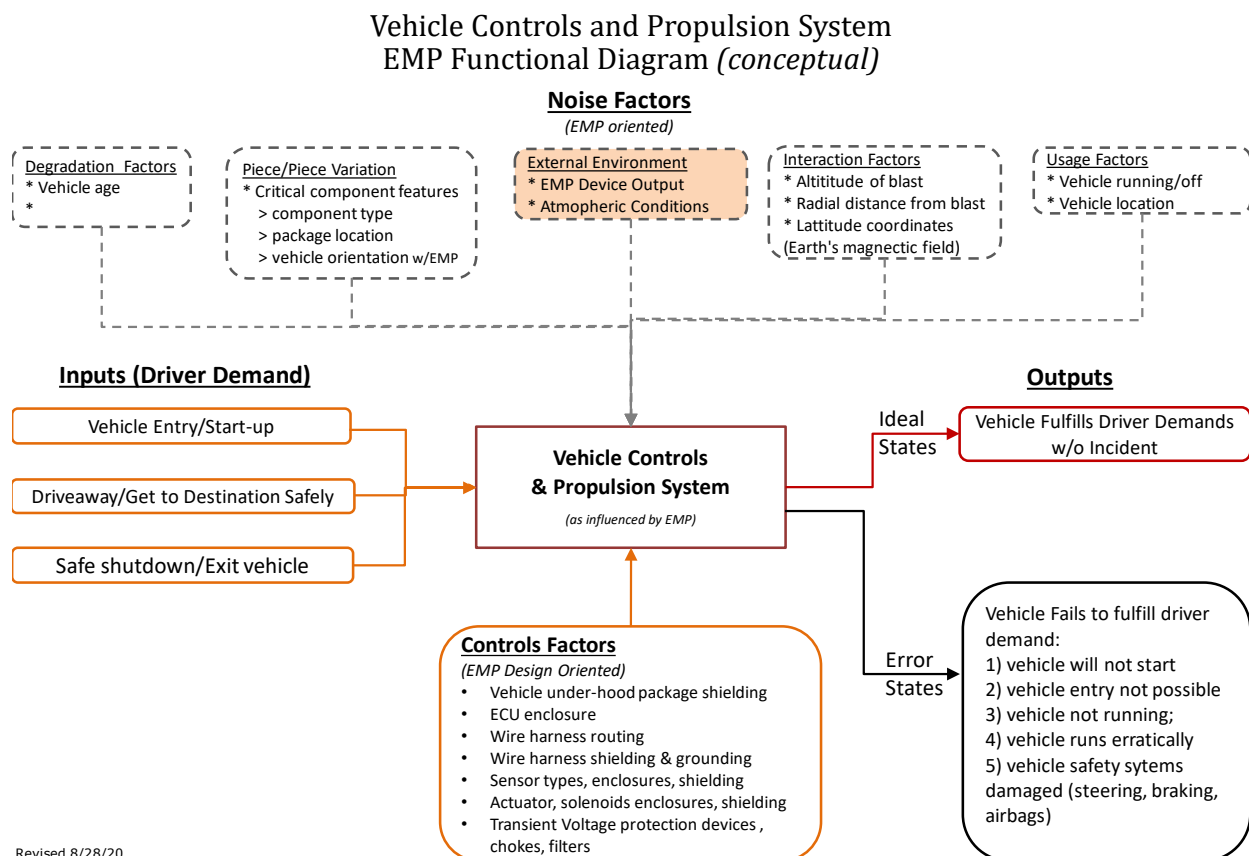 Vehicle Controls and Propulsion System
EMP Functional Diagram (conceptual)
Noise Factors
(EMP oriented)
Degradation Factors
* Vehicle age
*
Piece/Piece Variation
* Critical component features
> component type
> package location
> vehicle orientation w/EMP
External Environment
* EMP Device Output
* Atmopheric Conditions
Interaction Factors
* Altititude of blast
* Radial distance from blast
* Lattitude coordinates
(Earth's magnectic field)
Usage Factors
* Vehicle running/off
* Vehicle location
Inputs (Driver Demand)
Vehicle Entry/Start-up
Driveaway/Get to Destination Safely
Safe shutdown/Exit vehicle
Vehicle Controls
& Propulsion System
(as influenced by EMP)
Controls Factors
(EMP Design Oriented)
• Vehicle under-hood package shielding
• ECU enclosure
• Wire harness routing
• Wire harness shielding & grounding
• Sensor types, enclosures, shielding
• Actuator, solenoids enclosures, shielding
• Transient Voltage protection devices ,
chokes, filters
Outputs
Ideal
States
Vehicle Fulfills Driver Demands
w/o Incident
Error
States
Vehicle Fails to fulfill driver
demand:
1) vehicle will not start
2) vehicle entry not possible
3) vehicle not running;
4) vehicle runs erratically
5) vehicle safety sytems
damaged (steering, braking,
airbags)
Revised 8/28/20